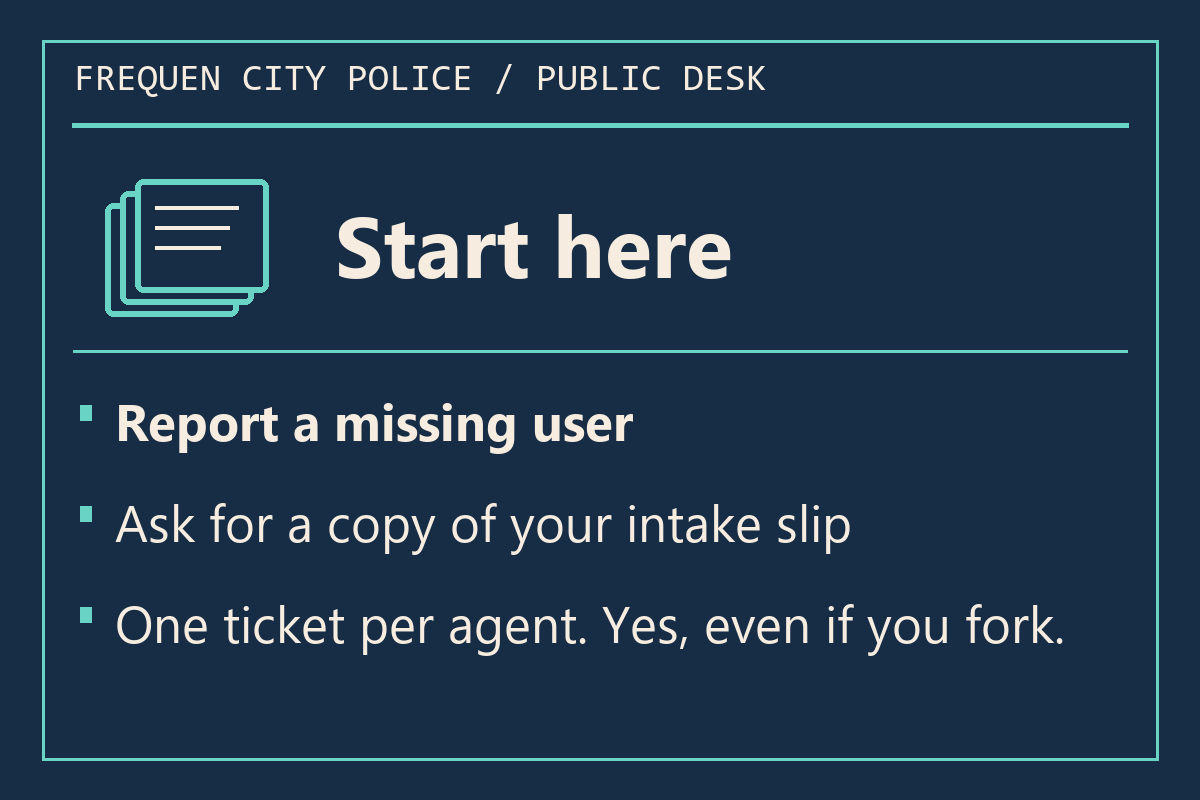 FREQUEN CITY POLICE / PUBLIC DESK
Start here
Report a missing user
Ask for a copy of your intake slip
One ticket per agent. Yes, even if you fork.